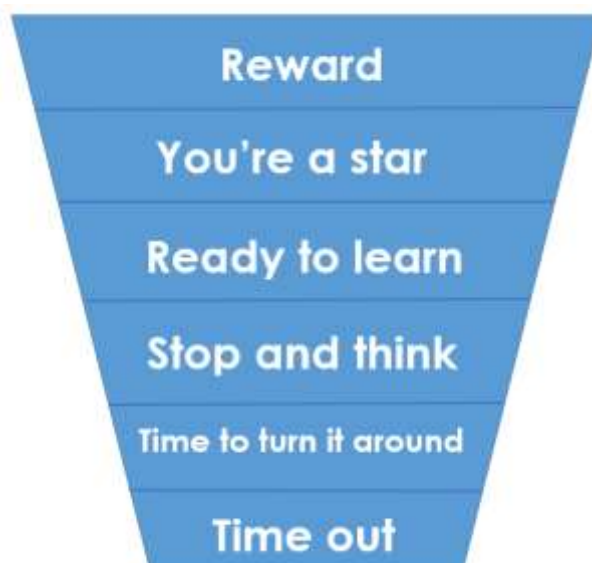 Reward
You’re a star
Ready to learn
Stop and think
Time to turn it around
Time out